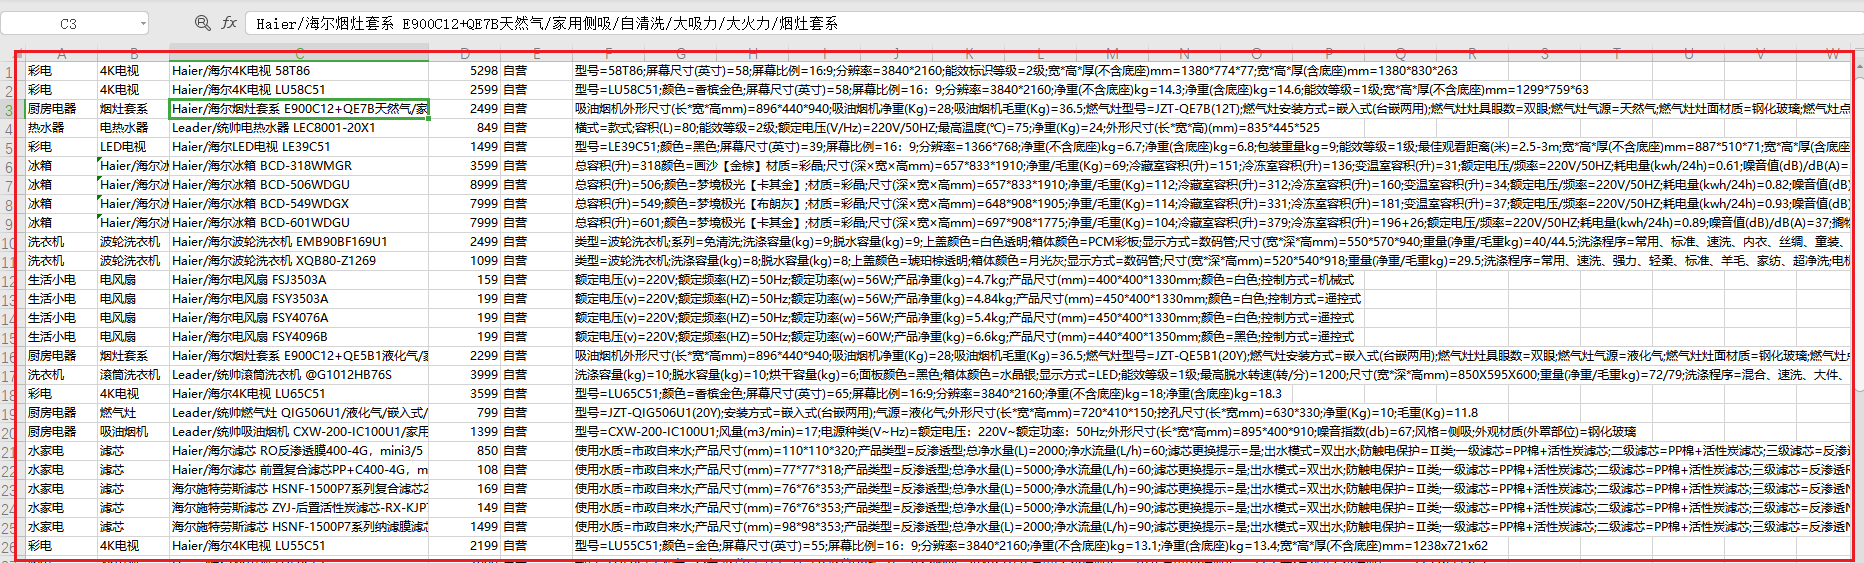 C3 fx Haier/海尔烟灶套系 E900C12+QE7B天然气/家用侧吸/自清洗/大吸力/大火力/烟灶套系
A B C D E F G H I J K L M N O P Q R S T U V W
1 彩电 4K电视 Haier/海尔4K电视 58T86 5298 自营 型号=58T86;屏幕尺寸(英寸)=58;屏幕比例=16:9;分辨率=3840*2160;能效标识等级=2级;宽*高*厚(不含底座)mm=1380*774*77;宽*高*厚(含底座)mm=1380*830*263
2 彩电 4K电视 Haier/海尔4K电视 LU58C51 2599 自营 型号=LU58C51;颜色=香槟金色;屏幕尺寸(英寸)=58;屏幕比例=16：9;分辨率=3840*2160;净重(不含底座)kg=14.3;净重(含底座)kg=14.6;能效等级=1级;宽*高*厚(不含底座)mm=1299*759*63
3 厨房电器 烟灶套系 Haier/海尔烟灶套系 E900C12+QE7B天然气/家 2499 自营 吸油烟机外形尺寸(长*宽*高mm)=896*440*940;吸油烟机净重(Kg)=28;吸油烟机毛重(Kg)=36.5;燃气灶型号=JZT-QE7B(12T);燃气灶安装方式=嵌入式(台嵌两用);燃气灶灶具眼数=双眼;燃气灶气源=天然气;燃气灶灶面材质=钢化玻璃;燃气灶点
4 热水器 电热水器 Leader/统帅电热水器 LEC8001-20X1 849 自营 横式=款式;容积(L)=80;能效等级=2级;额定电压(V/Hz)=220V/50HZ;最高温度(℃)=75;净重(Kg)=24;外形尺寸(长*宽*高)(mm)=835*445*525
5 彩电 LED电视 Haier/海尔LED电视 LE39C51 1499 自营 型号=LE39C51;颜色=黑色;屏幕尺寸(英寸)=39;屏幕比例=16：9;分辨率=1366*768;净重(不含底座)kg=6.7;净重(含底座)kg=6.8;包装重量kg=9;能效等级=1级;最佳观看距离(米)=2.5-3m;宽*高*厚(不含底座)mm=887*510*71;宽*高*厚(含底座)
6 冰箱 Haier/海尔冰 Haier/海尔冰箱 BCD-318WMGR 3599 自营 总容积(升)=318颜色=画沙【金棕】材质=彩晶;尺寸(深×宽×高mm)=657*833*1910;净重/毛重(Kg)=69;冷藏室容积(升)=151;冷冻室容积(升)=136;变温室容积(升)=31;额定电压/频率=220V/50HZ;耗电量(kwh/24h)=0.61;噪音值(dB)/dB(A)=
7 冰箱 Haier/海尔冰 Haier/海尔冰箱 BCD-506WDGU 8999 自营 总容积(升)=506;颜色=梦境极光【卡其金】;材质=彩晶;尺寸(深×宽×高mm)=657*833*1910;净重/毛重(Kg)=112;冷藏室容积(升)=312;冷冻室容积(升)=160;变温室容积(升)=34;额定电压/频率=220V/50HZ;耗电量(kwh/24h)=0.82;噪音值(dB)
8 冰箱 Haier/海尔冰 Haier/海尔冰箱 BCD-549WDGX 7999 自营 总容积(升)=549;颜色=梦境极光【布朗灰】;材质=彩晶;尺寸(深×宽×高mm)=648*908*1905;净重/毛重(Kg)=114;冷藏室容积(升)=331;冷冻室容积(升)=181;变温室容积(升)=37;额定电压/频率=220V/50HZ;耗电量(kwh/24h)=0.93;噪音值(dB)
9 冰箱 Haier/海尔冰 Haier/海尔冰箱 BCD-601WDGU 7999 自营 总容积(升)=601;颜色=梦境极光【卡其金】;材质=彩晶;尺寸(深×宽×高mm)=697*908*1775;净重/毛重(Kg)=104;冷藏室容积(升)=379;冷冻室容积(升)=196+26;额定电压/频率=220V/50HZ;耗电量(kwh/24h)=0.89;噪音值(dB)/dB(A)=37;搁物
10 洗衣机 波轮洗衣机 Haier/海尔波轮洗衣机 EMB90BF169U1 2499 自营 类型=波轮洗衣机;系列=免清洗;洗涤容量(kg)=9;脱水容量(kg)=9;上盖颜色=白色透明;箱体颜色=PCM彩板;显示方式=数码管;尺寸(宽*深*高mm)=550*570*940;重量(净重/毛重kg)=40/44.5;洗涤程序=常用、标准、速洗、内衣、丝绸、童装、
11 洗衣机 波轮洗衣机 Haier/海尔波轮洗衣机 XQB80-Z1269 1099 自营 类型=波轮洗衣机;洗涤容量(kg)=8;脱水容量(kg)=8;上盖颜色=琥珀棕透明;箱体颜色=月光灰;显示方式=数码管;尺寸(宽*深*高mm)=520*540*918;重量(净重/毛重kg)=29.5;洗涤程序=常用、速洗、强力、轻柔、标准、羊毛、家纺、超净洗;电机
12 生活小电 电风扇 Haier/海尔电风扇 FSJ3503A 159 自营 额定电压(v)=220V;额定频率(HZ)=50Hz;额定功率(w)=56W;产品净重(kg)=4.7kg;产品尺寸(mm)=400*400*1330mm;颜色=白色;控制方式=机械式
13 生活小电 电风扇 Haier/海尔电风扇 FSY3503A 199 自营 额定电压(v)=220V;额定频率(HZ)=50Hz;额定功率(w)=56W;产品净重(kg)=4.84kg;产品尺寸(mm)=450*400*1330mm;颜色=白色;控制方式=遥控式
14 生活小电 电风扇 Haier/海尔电风扇 FSY4076A 199 自营 额定电压(v)=220V;额定频率(HZ)=50Hz;额定功率(w)=56W;产品净重(kg)=5.4kg;产品尺寸(mm)=450*400*1330mm;颜色=白色;控制方式=遥控式
15 生活小电 电风扇 Haier/海尔电风扇 FSY4096B 199 自营 额定电压(v)=220V;额定频率(HZ)=50Hz;额定功率(w)=60W;产品净重(kg)=6.6kg;产品尺寸(mm)=440*400*1350mm;颜色=黑色;控制方式=遥控式
16 厨房电器 烟灶套系 Haier/海尔烟灶套系 E900C12+QE5B1液化气/家 2299 自营 吸油烟机外形尺寸(长*宽*高mm)=896*440*940;吸油烟机净重(Kg)=28;吸油烟机毛重(Kg)=36.5;燃气灶型号=JZT-QE5B1(20Y);燃气灶安装方式=嵌入式(台嵌两用);燃气灶灶具眼数=双眼;燃气灶气源=液化气;燃气灶灶面材质=钢化玻璃;燃气灶
17 洗衣机 滚筒洗衣机 Leader/统帅滚筒洗衣机 @G1012HB76S 3999 自营 洗涤容量(kg)=10;脱水容量(kg)=10;烘干容量(kg)=6;面板颜色=黑色;箱体颜色=水晶银;显示方式=LED;能效等级=1级;最高脱水转速(转/分)=1200;尺寸(宽*深*高mm)=850X595X600;重量(净重/毛重kg)=72/79;洗涤程序=混合、速洗、大件、
18 彩电 4K电视 Haier/海尔4K电视 LU65C51 3599 自营 型号=LU65C51;颜色=香槟金色;屏幕尺寸(英寸)=65;屏幕比例=16:9;分辨率=3840*2160;净重(不含底座)kg=18;净重(含底座)kg=18.3
19 厨房电器 燃气灶 Leader/统帅燃气灶 QIG506U1/液化气/嵌入式/ 799 自营 型号=JZT-QIG506U1(20Y);安装方式=嵌入式(台嵌两用);气源=液化气;外形尺寸(长*宽*高mm)=720*410*150;挖孔尺寸(长*宽mm)=630*330;净重(Kg)=10;毛重(Kg)=11.8
20 厨房电器 吸油烟机 Leader/统帅吸油烟机 CXW-200-IC100U1/家用 1399 自营 型号=CXW-200-IC100U1;风量(m3/min)=17;电源种类(V~Hz)=额定电压：220V~额定功率：50Hz;外形尺寸(长*宽*高mm)=895*400*910;噪音指数(db)=67;风格=侧吸;外观材质(外罩部位)=钢化玻璃
21 水家电 滤芯 Haier/海尔滤芯 RO反渗透膜400-4G，mini3/5 850 自营 使用水质=市政自来水;产品尺寸(mm)=110*110*320;产品类型=反渗透型;总净水量(L)=2000;净水流量(L/h)=60;滤芯更换提示=是;出水模式=双出水;防触电保护=Ⅱ类;一级滤芯=PP棉+活性炭滤芯;二级滤芯=PP棉+活性炭滤芯;三级滤芯=反渗透
22 水家电 滤芯 Haier/海尔滤芯 前置复合滤芯PP+C400-4G，m 108 自营 使用水质=市政自来水;产品尺寸(mm)=77*77*318;产品类型=反渗透型;总净水量(L)=5000;净水流量(L/h)=60;滤芯更换提示=是;出水模式=双出水;防触电保护=Ⅱ类;一级滤芯=PP棉+活性炭滤芯;二级滤芯=PP棉+活性炭滤芯;三级滤芯=反渗透
23 水家电 滤芯 海尔施特劳斯滤芯 HSNF-1500P7系列复合滤芯2 169 自营 使用水质=市政自来水;产品尺寸(mm)=76*76*353;产品类型=反渗透型;总净水量(L)=5000;净水流量(L/h)=90;滤芯更换提示=是;出水模式=双出水;防触电保护=Ⅱ类;一级滤芯=PP棉+活性炭滤芯;二级滤芯=PP棉+活性炭滤芯;三级滤芯=反渗透
24 水家电 滤芯 海尔施特劳斯滤芯 ZYJ-后置活性炭滤芯-RX-KJP 149 自营 使用水质=市政自来水;产品尺寸(mm)=76*76*353;产品类型=反渗透型;总净水量(L)=2000;净水流量(L/h)=90;滤芯更换提示=是;出水模式=双出水;防触电保护=Ⅱ类;一级滤芯=PP棉+活性炭滤芯;二级滤芯=PP棉+活性炭滤芯;三级滤芯=反渗透
25 水家电 滤芯 海尔施特劳斯滤芯 HSNF-1500P7系列纳滤膜滤芯 1499 自营 使用水质=市政自来水;产品尺寸(mm)=98*98*353;产品类型=反渗透型;总净水量(L)=5000;净水流量(L/h)=90;滤芯更换提示=是;出水模式=双出水;防触电保护=Ⅱ类;一级滤芯=PP棉+活性炭滤芯;二级滤芯=PP棉+活性炭滤芯;三级滤芯=反渗透
26 彩电 4K电视 Haier/海尔4K电视 LU55C51 2199 自营 型号=LU55C51;颜色=金色;屏幕尺寸(英寸)=55;屏幕比例=16：9;分辨率=3840*2160;净重(不含底座)kg=13.1;净重(含底座)kg=13.4;宽*高*厚(不含底座)mm=1238x721x62